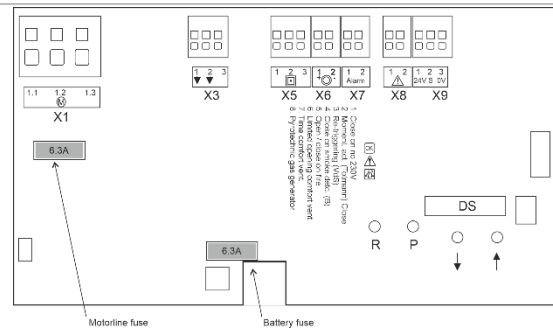 1 2 3
1 2 3
1 2
1 2
1 2
1 2 3
Alarm
24V S 0V
1.1 1.2 1.3
M
X1
X3
X5
X6
X7
X8
X9
1 Close on no 230V
2 Moment. act. (Totmann) Close
3 Re-triggering (VdS)
4 Close on smoke detc. (S)
5 Open / close on fire
6 Limited opening comfort vent
7 Time comfort vent.
8 Pyrotechnic gas generator
6.3A
DS
R
P
6.3A
Motorline fuse
Battery fuse